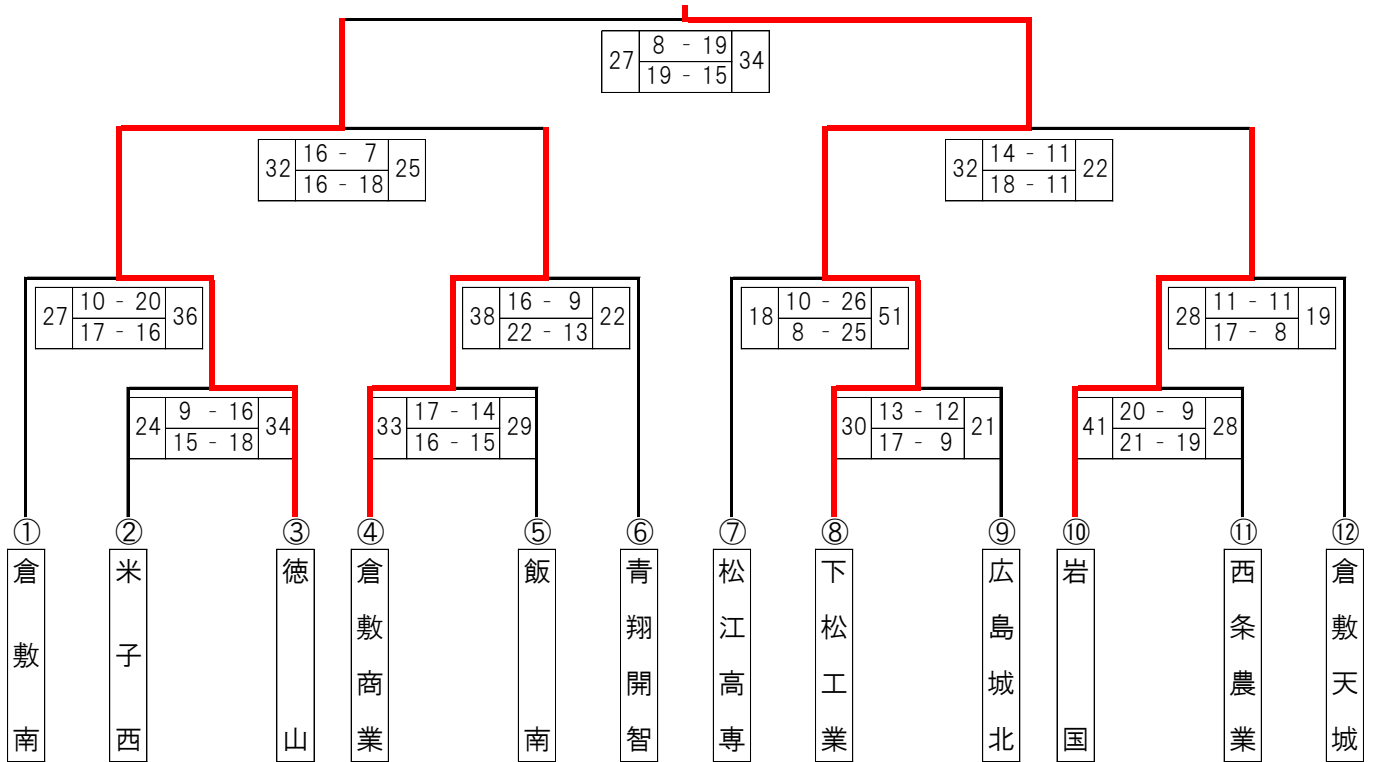 27 8 - 19 34
19 - 15
32 16 - 7 25
16 - 18
32 14 - 11 22
18 - 11
27 10 - 20 36
17 - 16
38 16 - 9 22
22 - 13
18 10 - 26 51
8 - 25
28 11 - 11 19
17 - 8
24 9 - 16 34
15 - 18
33 17 - 14 29
16 - 15
30 13 - 12 21
17 - 9
41 20 - 9 28
21 - 19
① ② ③ ④ ⑤ ⑥ ⑦ ⑧ ⑨ ⑩ ⑪ ⑫
倉敷南
米子西
徳山
倉敷商業
飯南
青翔開智
松江高専
下松工業
広島城北
岩国
西条農業
倉敷天城